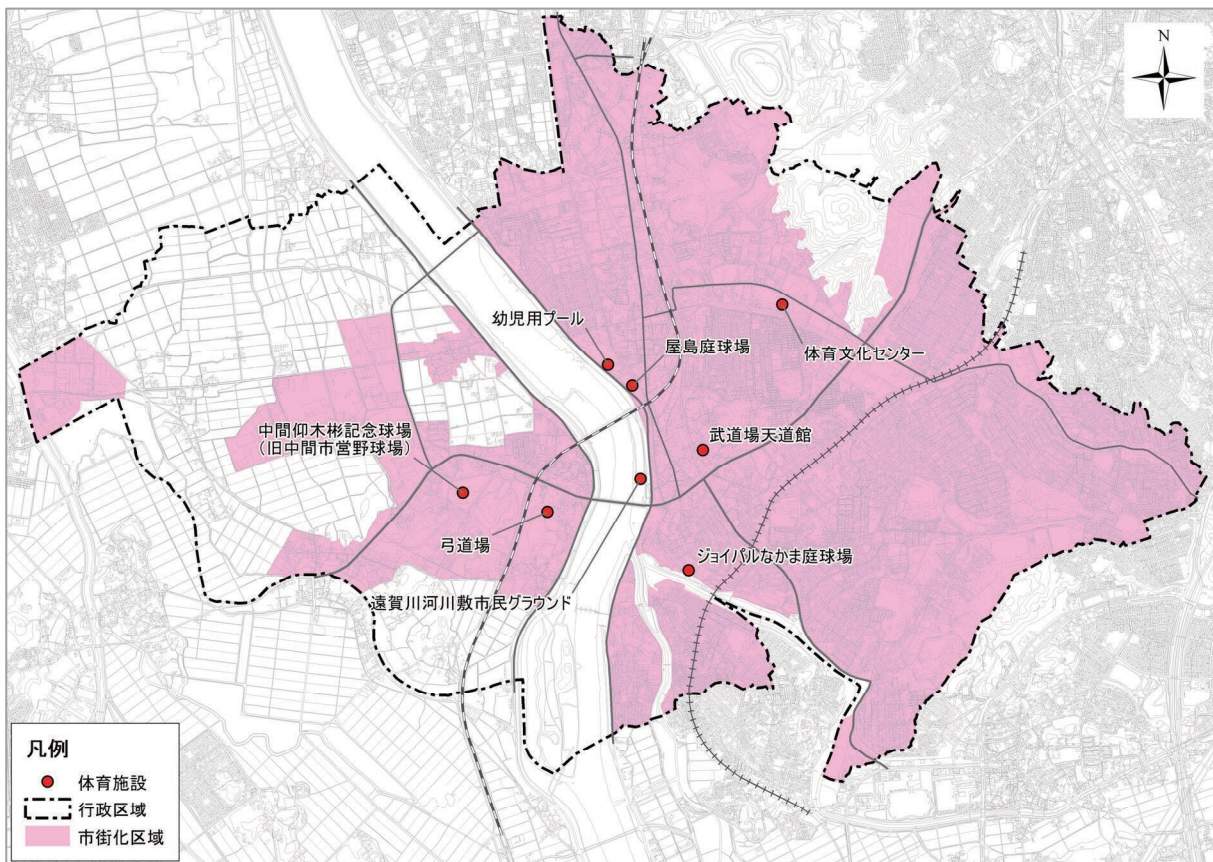 N
幼児用プール
屋島庭球場
体育文化センター
中間仰木彬記念球場
(旧中間市営野球場)
武道場天道館
弓道場
ジョイパルなかま庭球場
遠賀川河川敷市民グラウンド
凡例
体育施設
行政区域
市街化区域